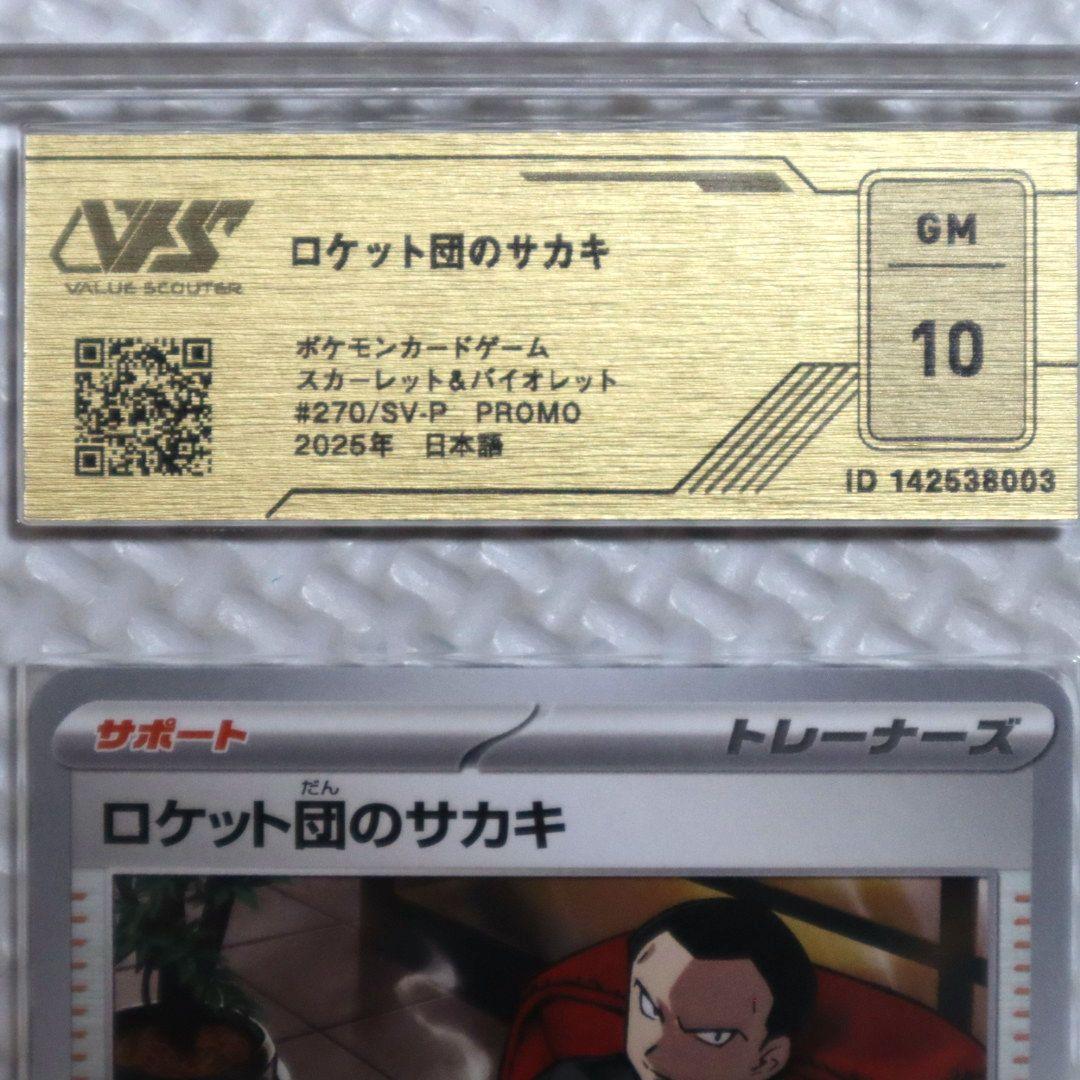 VFS
VALUE SCOUTER
ロケット団のサカキ
GM
10
ポケモンカードゲーム
スカーレット&バイオレット
#270/SV-P PROMO
2025年 日本語
ID 142538003
サポート
トレーナーズ
だん
ロケット団のサカキ